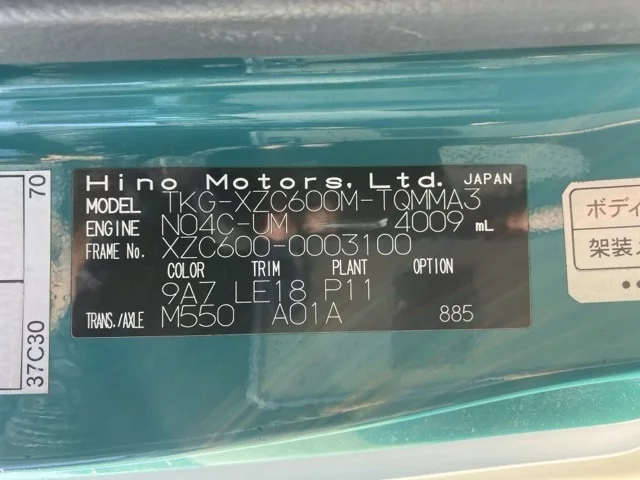 Hino Motors, Ltd. JAPAN
MODEL TKG-XZC600M-TQMMA3
ENGINE N04C-UM 4009 mL
FRAME No. XZC600-0003100
COLOR TRIM PLANT OPTION
9A7 LE18 P11
TRANS./AXLE M550 A01A 885
70
37C30
ボディ
架装